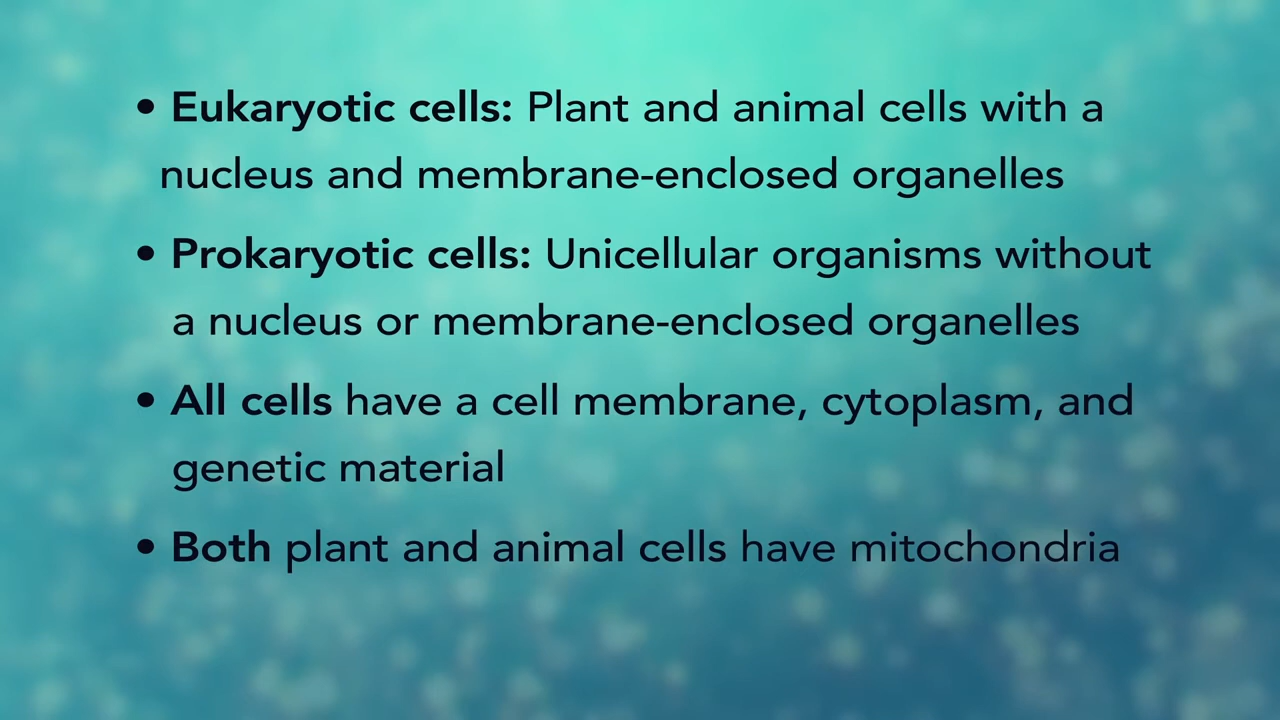 • Eukaryotic cells: Plant and animal cells with a
nucleus and membrane-enclosed organelles
• Prokaryotic cells: Unicellular organisms without
a nucleus or membrane-enclosed organelles
• All cells have a cell membrane, cytoplasm, and
genetic material
• Both plant and animal cells have mitochondria